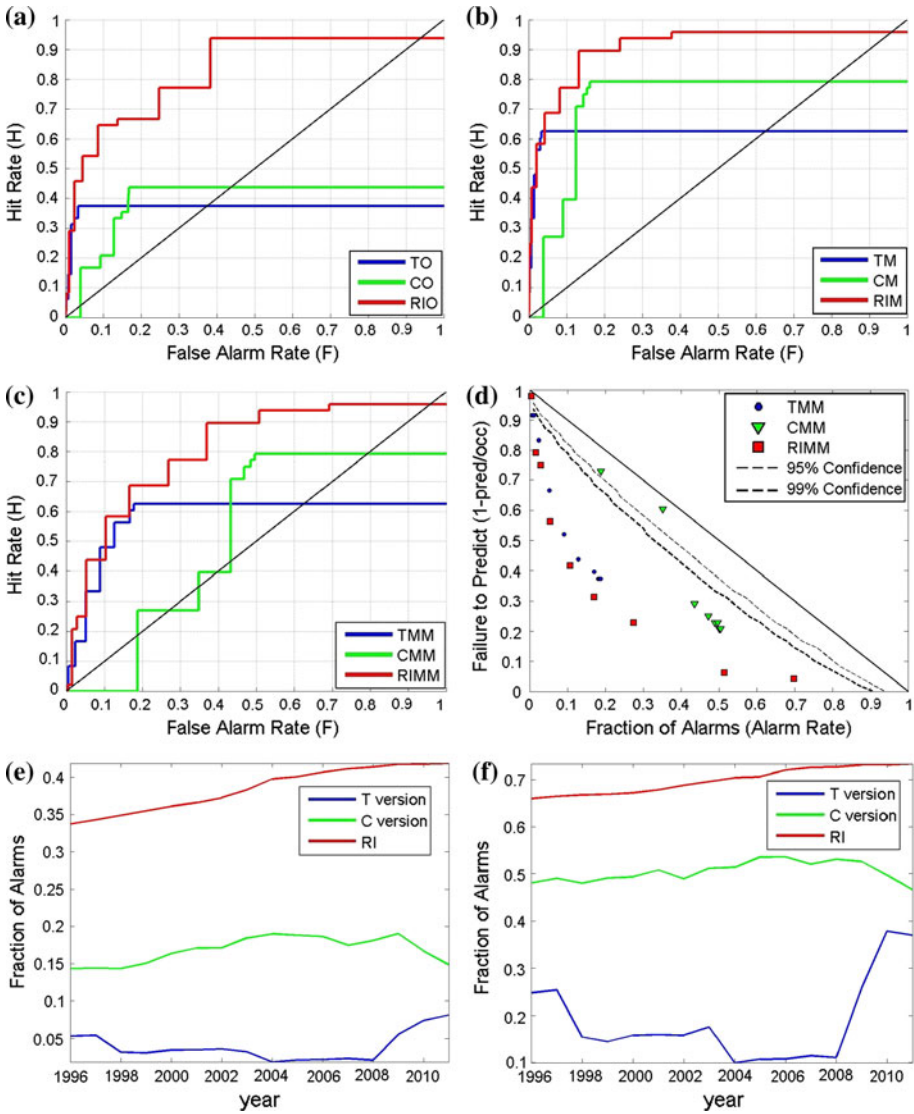 (a)
1
0.9
0.8
0.7
0.6
0.5
0.4
0.3
0.2
0.1
0
Hit Rate (H)
0 0.1 0.2 0.3 0.4 0.5 0.6 0.7 0.8 0.9 1
False Alarm Rate (F)
TO
CO
RIO
(b)
1
0.9
0.8
0.7
0.6
0.5
0.4
0.3
0.2
0.1
0
Hit Rate (H)
0 0.1 0.2 0.3 0.4 0.5 0.6 0.7 0.8 0.9 1
False Alarm Rate (F)
TM
CM
RIM
(c)
1
0.9
0.8
0.7
0.6
0.5
0.4
0.3
0.2
0.1
0
Hit Rate (H)
0 0.1 0.2 0.3 0.4 0.5 0.6 0.7 0.8 0.9 1
False Alarm Rate (F)
TMM
CMM
RIMM
(d)
1
0.9
0.8
0.7
0.6
0.5
0.4
0.3
0.2
0.1
0
Failure to Predict (1-pred/occ)
0 0.1 0.2 0.3 0.4 0.5 0.6 0.7 0.8 0.9 1
Fraction of Alarms (Alarm Rate)
TMM
CMM
RIMM
95% Confidence
99% Confidence
(e)
0.4
0.35
0.3
0.25
0.2
0.15
0.1
0.05
Fraction of Alarms
1996 1998 2000 2002 2004 2006 2008 2010
year
T version
C version
RI
(f)
0.7
0.6
0.5
0.4
0.3
0.2
0.1
Fraction of Alarms
1996 1998 2000 2002 2004 2006 2008 2010
year
T version
C version
RI